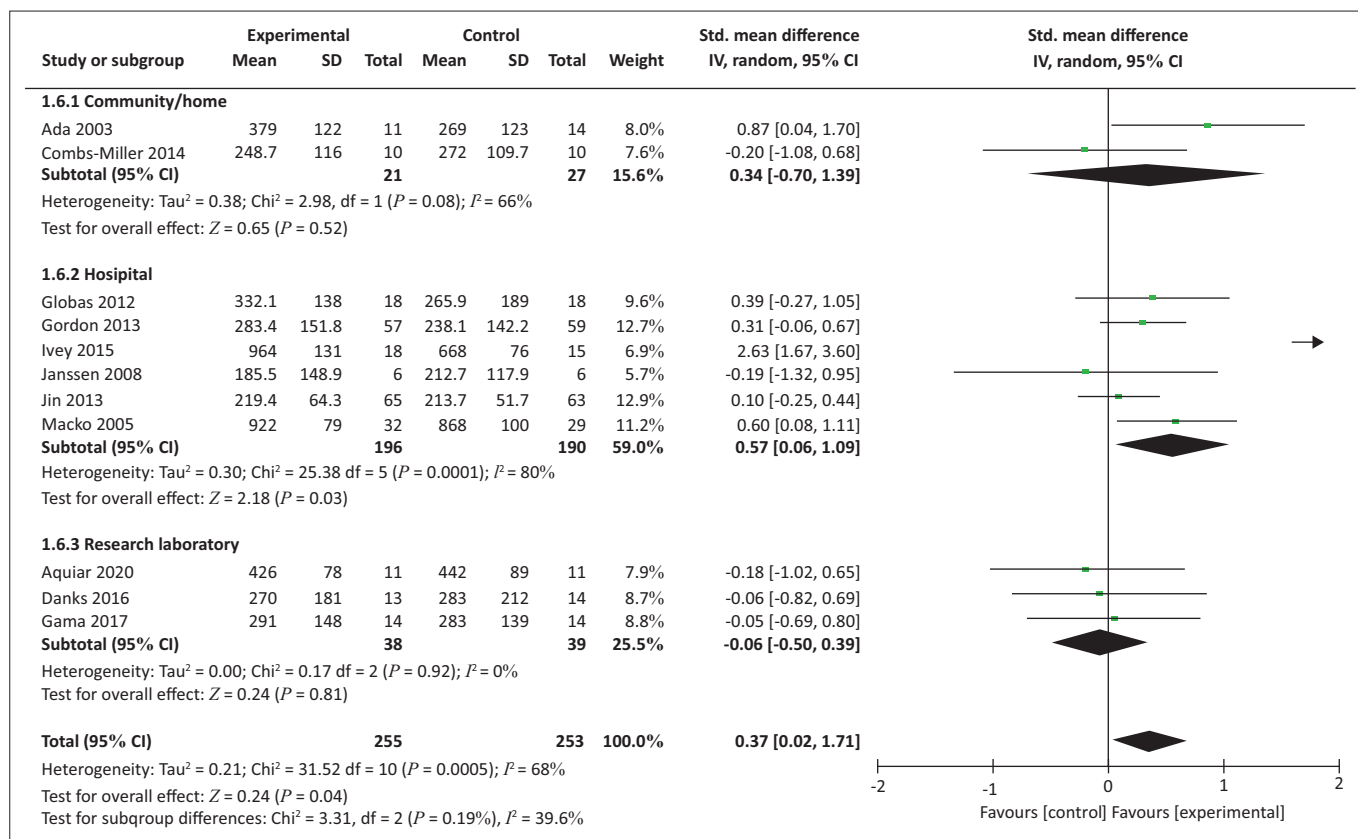 Experimental Control Std. mean difference Std. mean difference
Study or subgroup Mean SD Total Mean SD Total Weight IV, random, 95% CI IV, random, 95% CI
1.6.1 Community/home
Ada 2003 379 122 11 269 123 14 8.0% 0.87 [0.04, 1.70]
Combs-Miller 2014 248.7 116 10 272 109.7 10 7.6% -0.20 [-1.08, 0.68]
Subtotal (95% CI) 21 27 15.6% 0.34 [-0.70, 1.39]
Heterogeneity: Tau² = 0.38; Chi² = 2.98, df = 1 (P = 0.08); I² = 66%
Test for overall effect: Z = 0.65 (P = 0.52)
1.6.2 Hosipital
Globas 2012 332.1 138 18 265.9 189 18 9.6% 0.39 [-0.27, 1.05]
Gordon 2013 283.4 151.8 57 238.1 142.2 59 12.7% 0.31 [-0.06, 0.67]
Ivey 2015 964 131 18 668 76 15 6.9% 2.63 [1.67, 3.60]
Janssen 2008 185.5 148.9 6 212.7 117.9 6 5.7% -0.19 [-1.32, 0.95]
Jin 2013 219.4 64.3 65 213.7 51.7 63 12.9% 0.10 [-0.25, 0.44]
Macko 2005 922 79 32 868 100 29 11.2% 0.60 [0.08, 1.11]
Subtotal (95% CI) 196 190 59.0% 0.57 [0.06, 1.09]
Heterogeneity: Tau² = 0.30; Chi² = 25.38 df = 5 (P = 0.0001); I² = 80%
Test for overall effect: Z = 2.18 (P = 0.03)
1.6.3 Research laboratory
Aquiar 2020 426 78 11 442 89 11 7.9% -0.18 [-1.02, 0.65]
Danks 2016 270 181 13 283 212 14 8.7% -0.06 [-0.82, 0.69]
Gama 2017 291 148 14 283 139 14 8.8% -0.05 [-0.69, 0.80]
Subtotal (95% CI) 38 39 25.5% -0.06 [-0.50, 0.39]
Heterogeneity: Tau² = 0.00; Chi² = 0.17 df = 2 (P = 0.92); I² = 0%
Test for overall effect: Z = 0.24 (P = 0.81)
Total (95% CI) 255 253 100.0% 0.37 [0.02, 1.71]
Heterogeneity: Tau² = 0.21; Chi² = 31.52 df = 10 (P = 0.0005); I² = 68%
Test for overall effect: Z = 0.24 (P = 0.04)
Test for subqroup differences: Chi² = 3.31, df = 2 (P = 0.19%), I² = 39.6%
-2 -1 0 1 2
Favours [control] Favours [experimental]